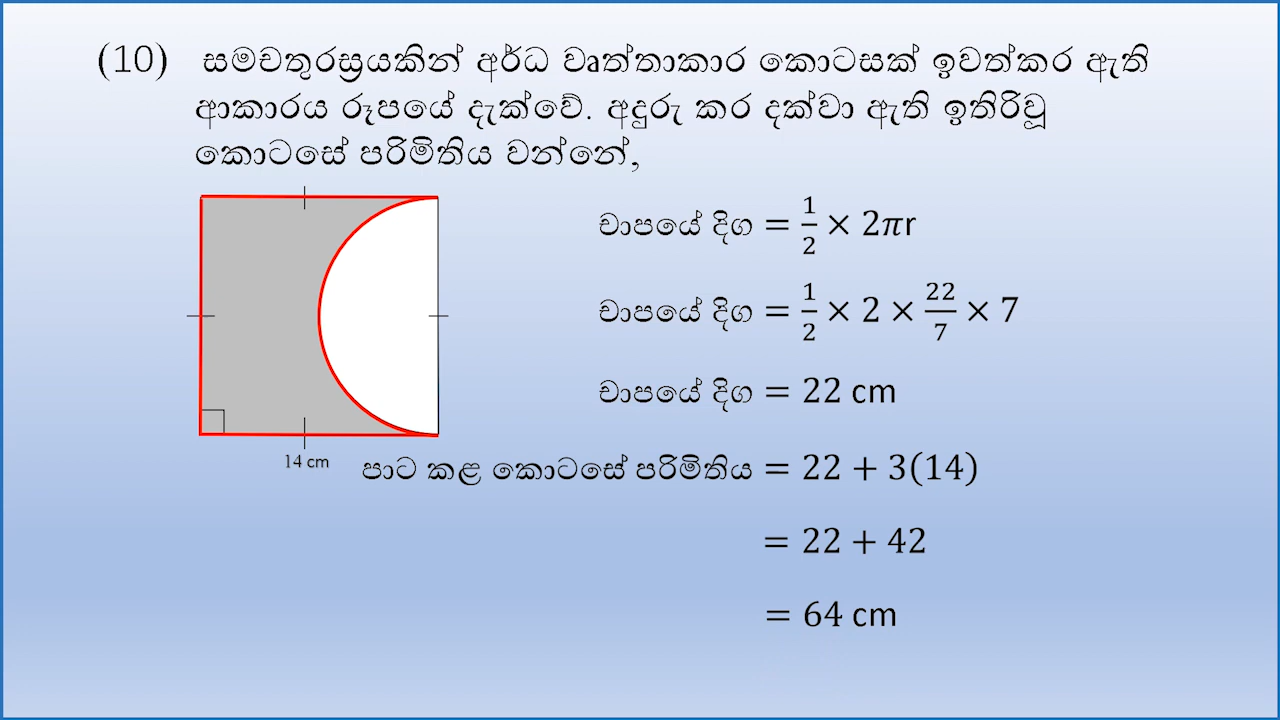 (10) සමචතුරස්‍රයකින් අර්ධ වෘත්තාකාර කොටසක් ඉවත්කර ඇති
ආකාරය රූපයේ දැක්වේ. අඳුරු කර දක්වා ඇති ඉතිරිවූ
කොටසේ පරිමිතිය වන්නේ,
චාපයේ දිග = 1/2 × 2πr
චාපයේ දිග = 1/2 × 2 × 22/7 × 7
චාපයේ දිග = 22 cm
14 cm
පාට කළ කොටසේ පරිමිතිය = 22 + 3(14)
= 22 + 42
= 64 cm